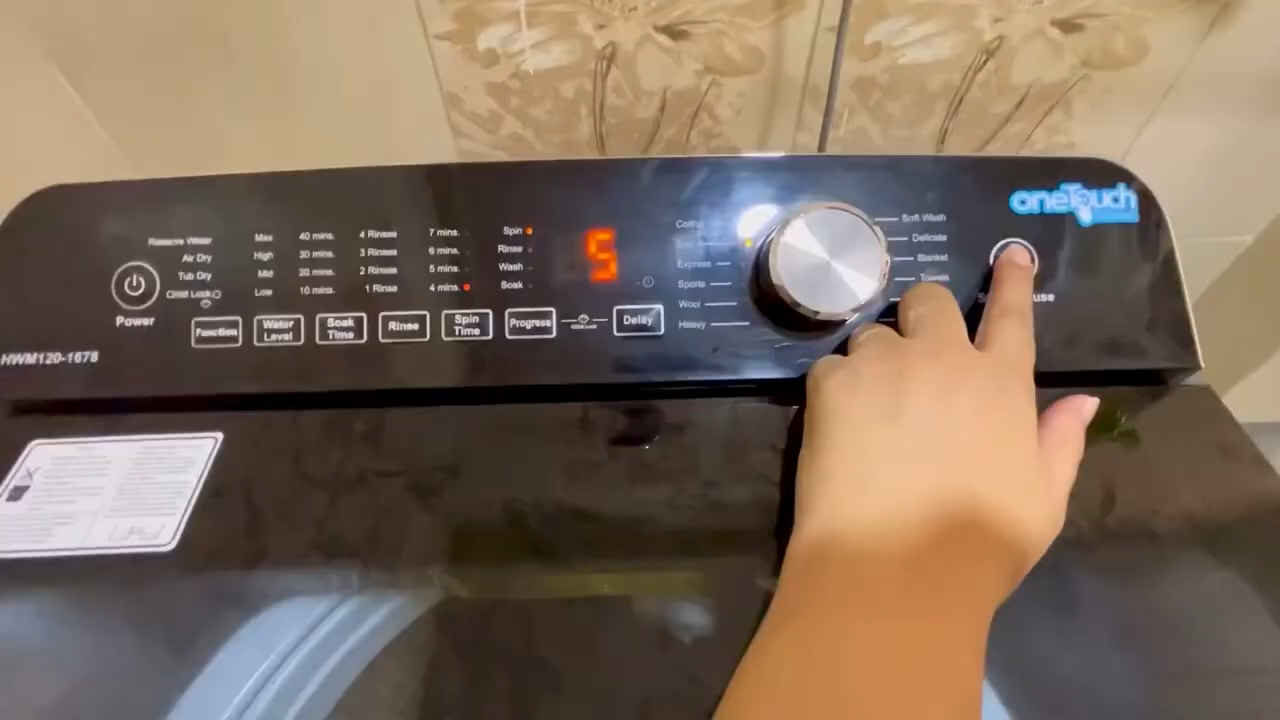 oneTouch
Reserve Water
Air Dry
Tub Dry
Child Lock
Max
High
Mid
Low
40 mins.
30 mins.
20 mins.
10 mins.
4 Rinses
3 Rinses
2 Rinses
1 Rinse
7 mins.
6 mins.
5 mins.
4 mins.
Spin
Rinse
Wash
Soak
5
Express
Sports
Wool
Heavy
Soft Wash
Delicate
Blanket
Towels
Power
Function
Water Level
Soak Time
Rinse
Spin Time
Progress
Delay
HWM120-1678